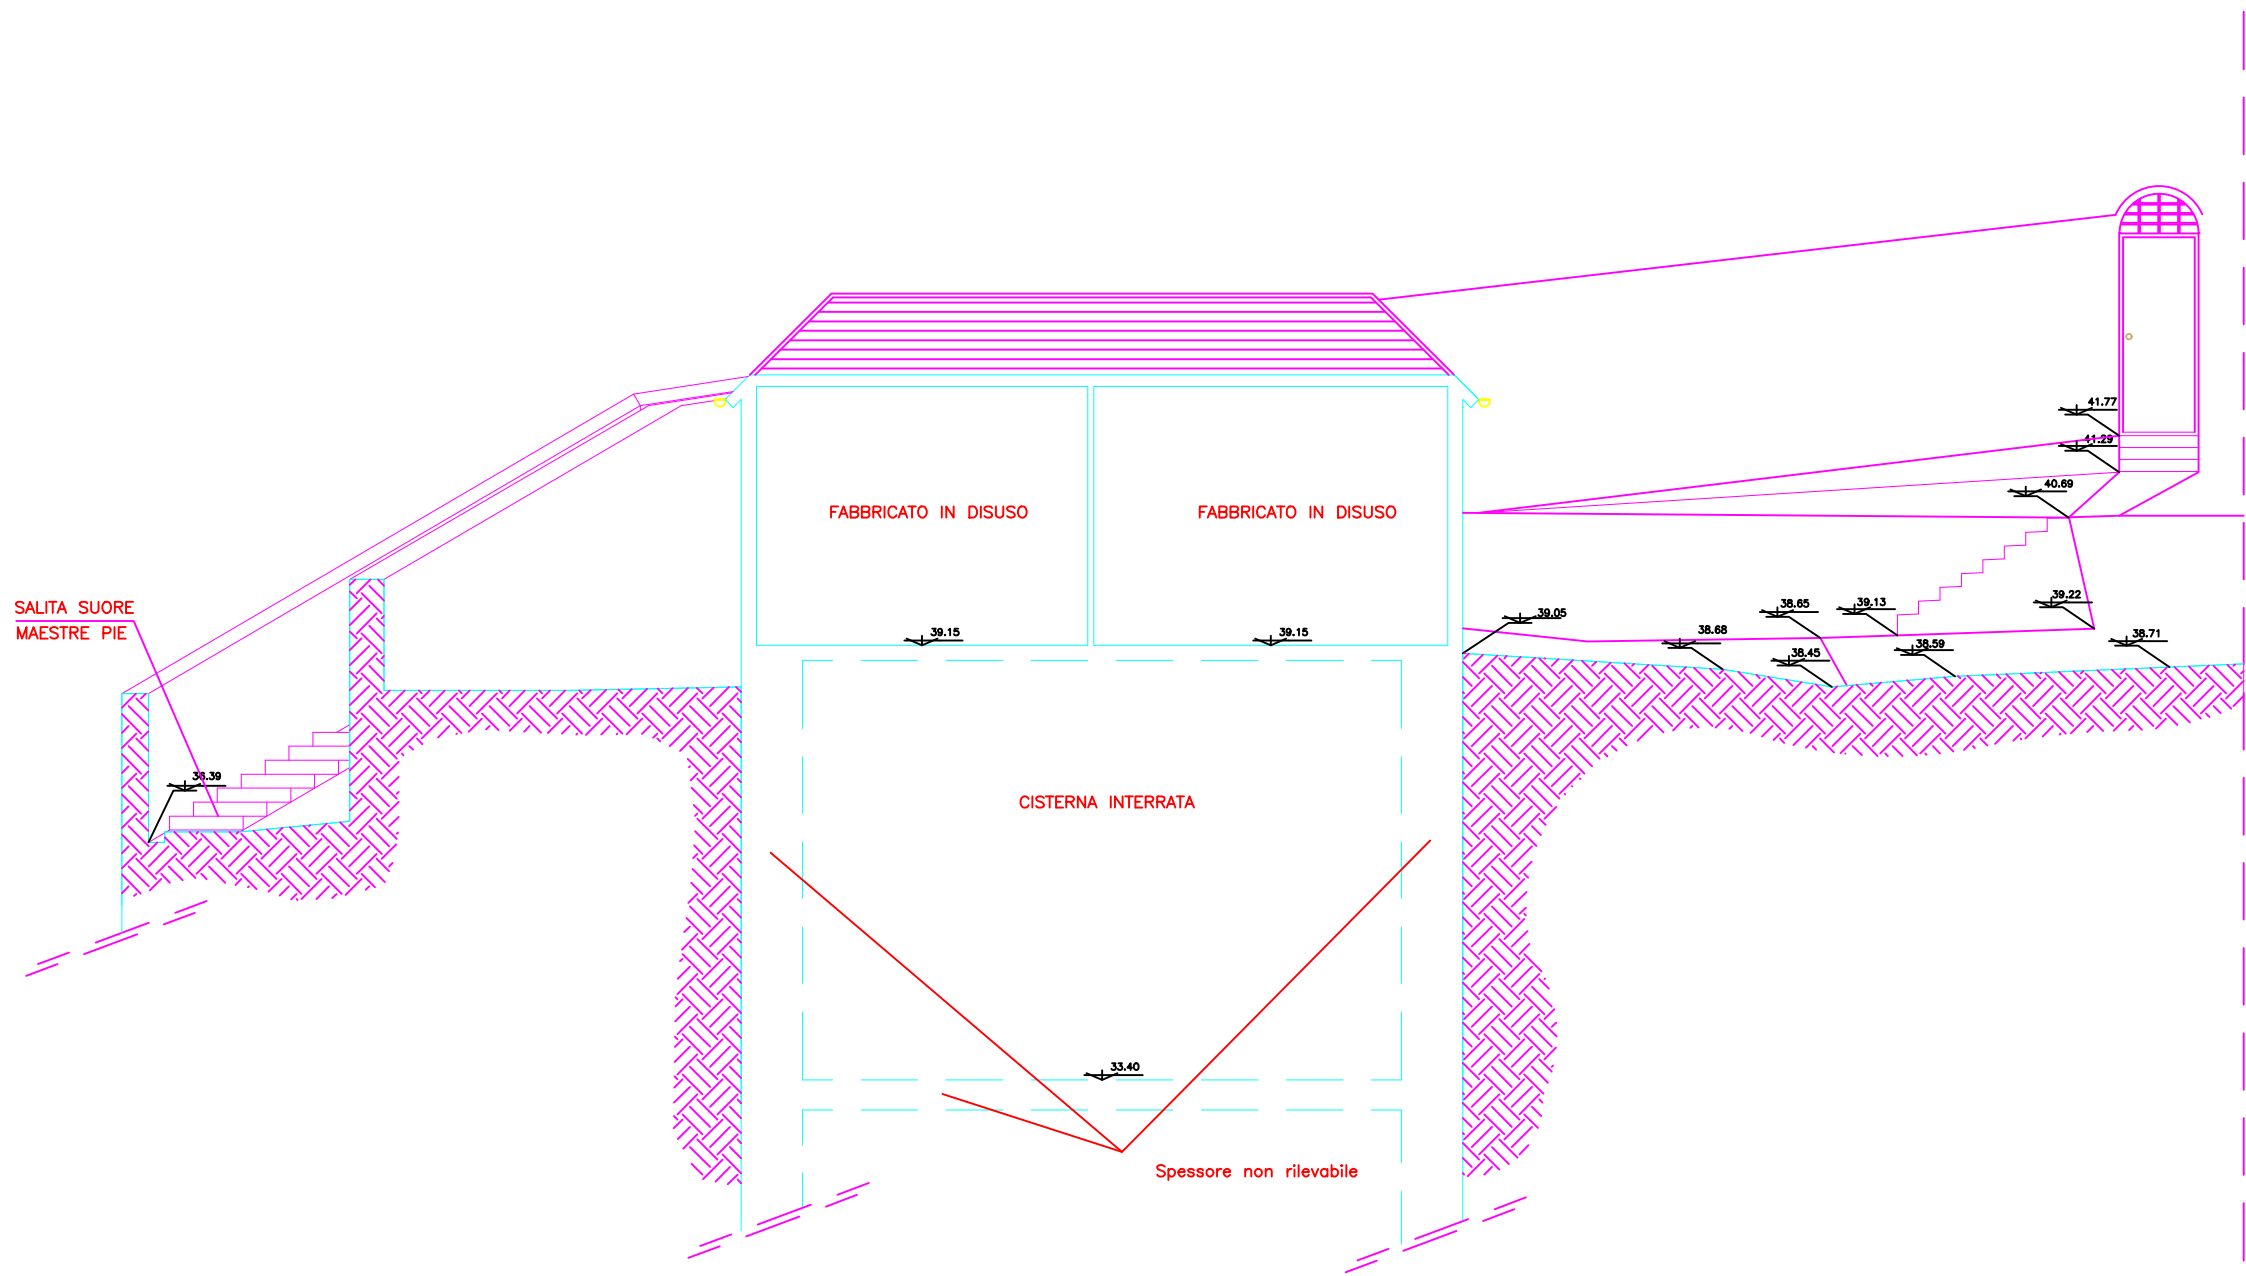 41.77
41.29
40.69
FABBRICATO IN DISUSO
FABBRICATO IN DISUSO
SALITA SUORE
MAESTRE PIE
39.15
39.15
39.05
38.68
38.65
38.45
39.13
38.59
39.22
38.71
36.39
CISTERNA INTERRATA
33.40
Spessore non rilevabile